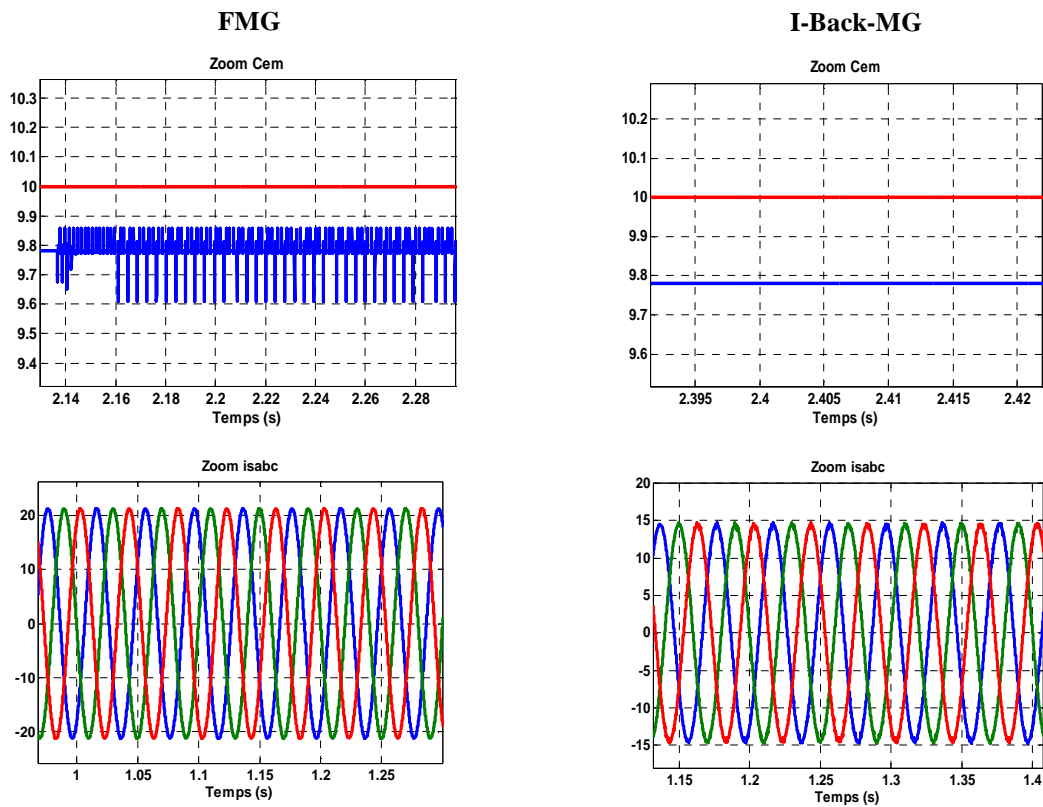 FMG
I-Back-MG
Zoom Cem
10.3
10.2
10.1
10
9.9
9.8
9.7
9.6
9.5
9.4
2.14 2.16 2.18 2.2 2.22 2.24 2.26 2.28
Temps (s)
Zoom Cem
10.2
10.1
10
9.9
9.8
9.7
9.6
2.395 2.4 2.405 2.41 2.415 2.42
Temps (s)
Zoom isabc
20
10
0
-10
-20
1 1.05 1.1 1.15 1.2 1.25
Temps (s)
Zoom isabc
20
15
10
5
0
-5
-10
-15
1.15 1.2 1.25 1.3 1.35 1.4
Temps (s)